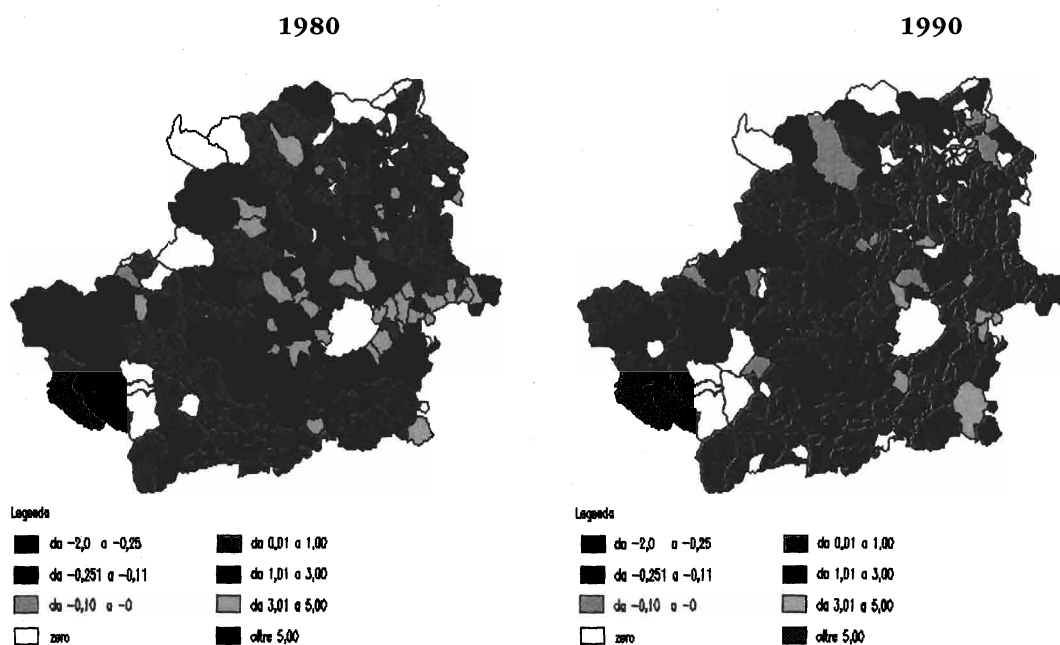 1980
1990
Legenda
da -2,0 a -0,25
da -0,251 a -0,11
da -0,10 a -0
zero
da 0,01 a 1,00
da 1,01 a 3,00
da 3,01 a 5,00
oltre 5,00
Legenda
da -2,0 a -0,25
da -0,251 a -0,11
da -0,10 a -0
zero
da 0,01 a 1,00
da 1,01 a 3,00
da 3,01 a 5,00
oltre 5,00